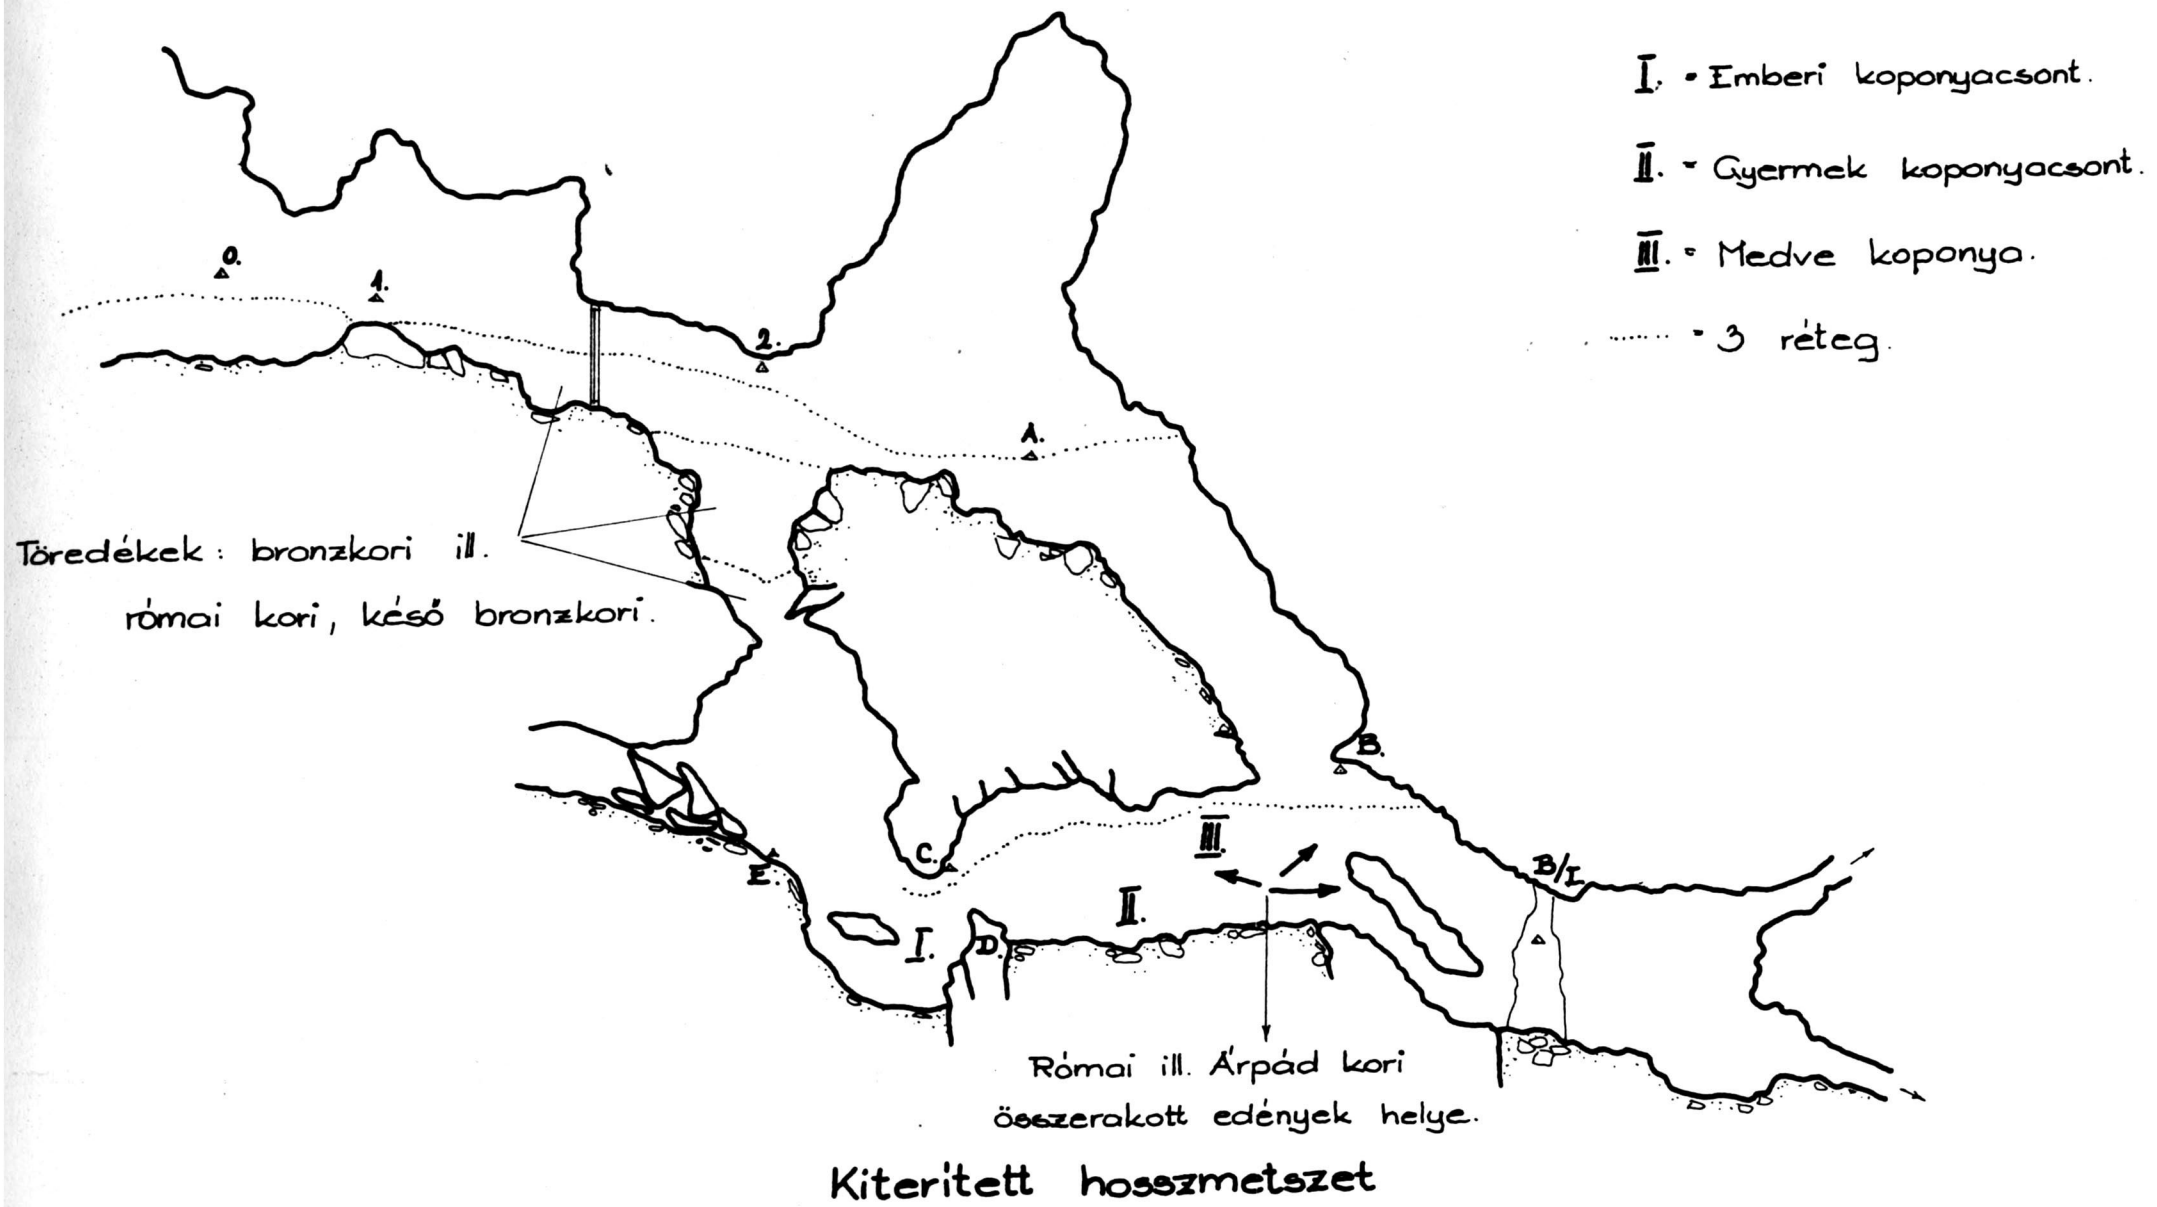 I. - Emberi koponyacsont.
II. - Gyermek koponyacsont.
III. - Medve koponya.
........ - 3 réteg.
0.
1.
2.
A.
Töredékek: bronzkori ill.
római kori, késő bronzkori.
B.
III.
C.
E.
B/I.
II.
I.
D.
Római ill. Árpád kori
összerakott edények helye.
Kiterített hosszmetszet